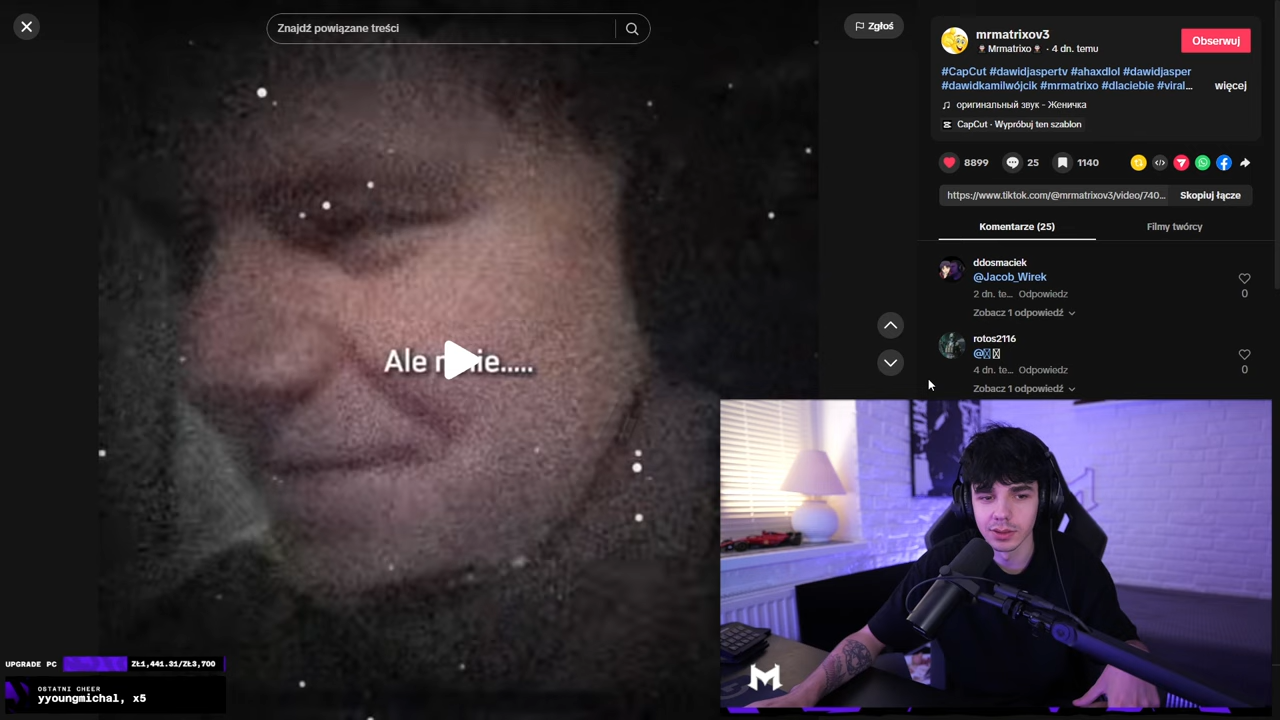 Znajdź powiązane treści
Zgłoś
mrmatrixov3
Mrmatrixo · 4 dn. temu
Obserwuj
#CapCut #dawidjaspertv #ahaxdlol #dawidjasper
#dawidkamilwójcik #mrmatrixo #dlaciebie #viral...
więcej
оригинальный звук - Женичка
CapCut · Wypróbuj ten szablon
8899
25
1140
https://www.tiktok.com/@mrmatrixov3/video/740...
Skopiuj łącze
Komentarze (25)
Filmy twórcy
ddosmaciek
@Jacob_Wirek
2 dn. te... Odpowiedz
0
Zobacz 1 odpowiedź
rotos2116
@
4 dn. te... Odpowiedz
0
Zobacz 1 odpowiedź
Ale
UPGRADE PC
ZŁ1,441.31/ZŁ3,700
OSTATNI CHEER
yyoungmichal, x5